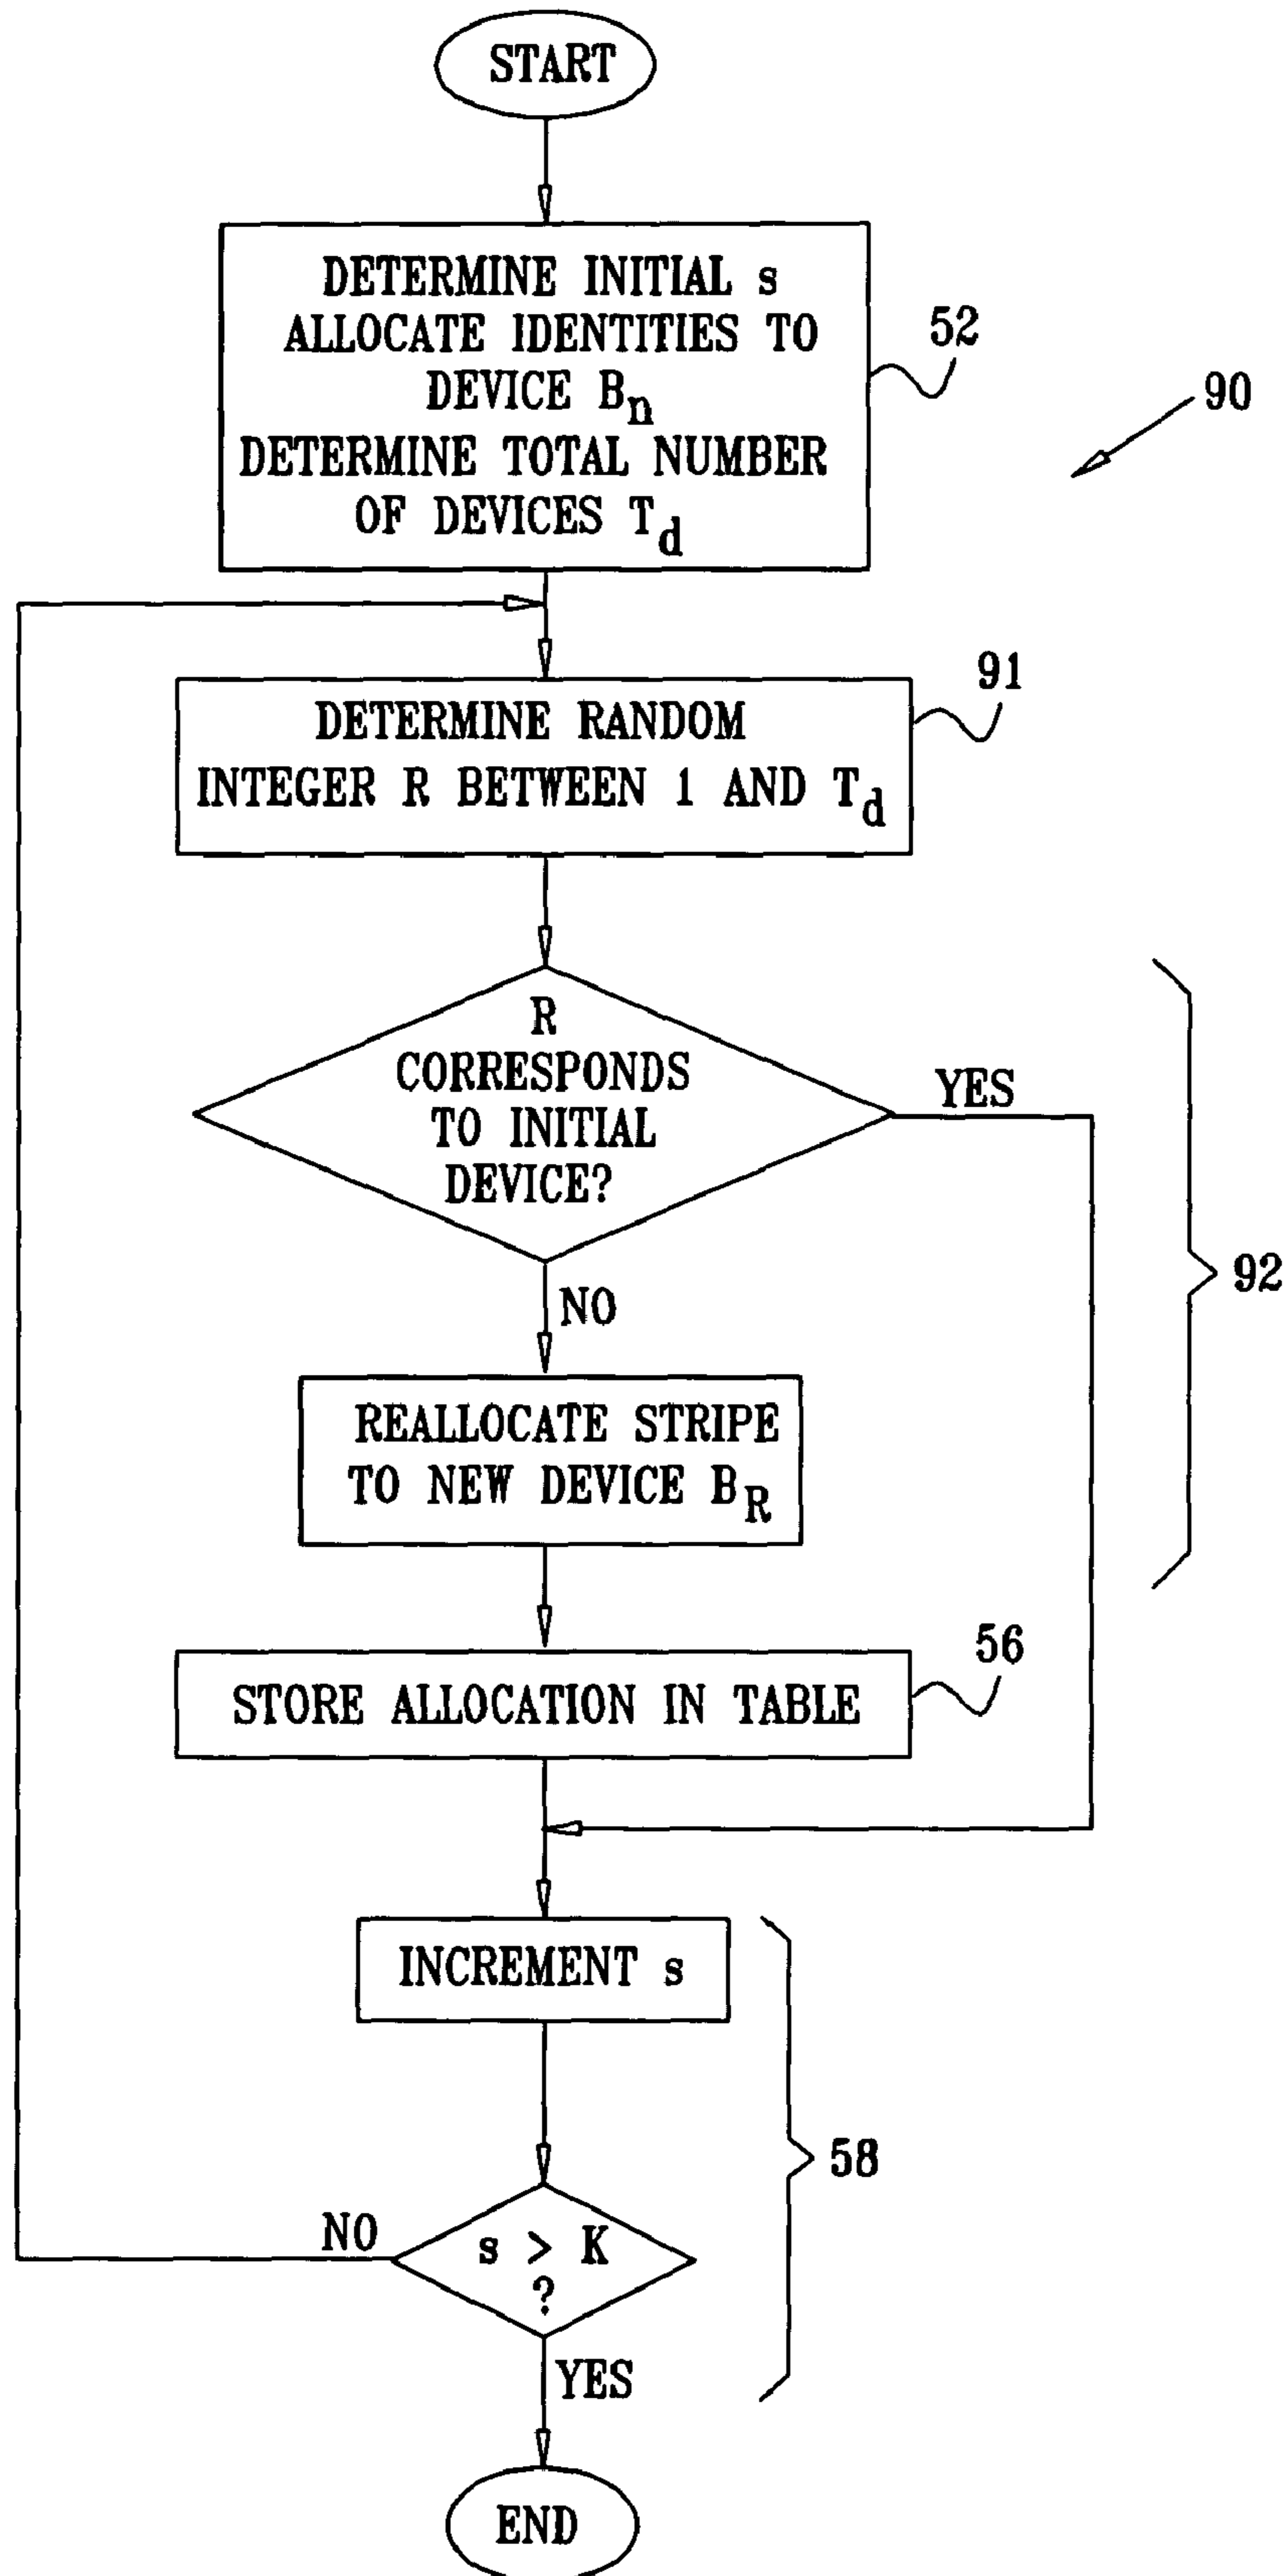 START
DETERMINE INITIAL s
ALLOCATE IDENTITIES TO
DEVICE Bn
DETERMINE TOTAL NUMBER
OF DEVICES Td
52
90
91
DETERMINE RANDOM
INTEGER R BETWEEN 1 AND Td
R
CORRESPONDS
TO INITIAL
DEVICE?
YES
92
NO
REALLOCATE STRIPE
TO NEW DEVICE BR
56
STORE ALLOCATION IN TABLE
INCREMENT s
58
NO
s > K
?
YES
END